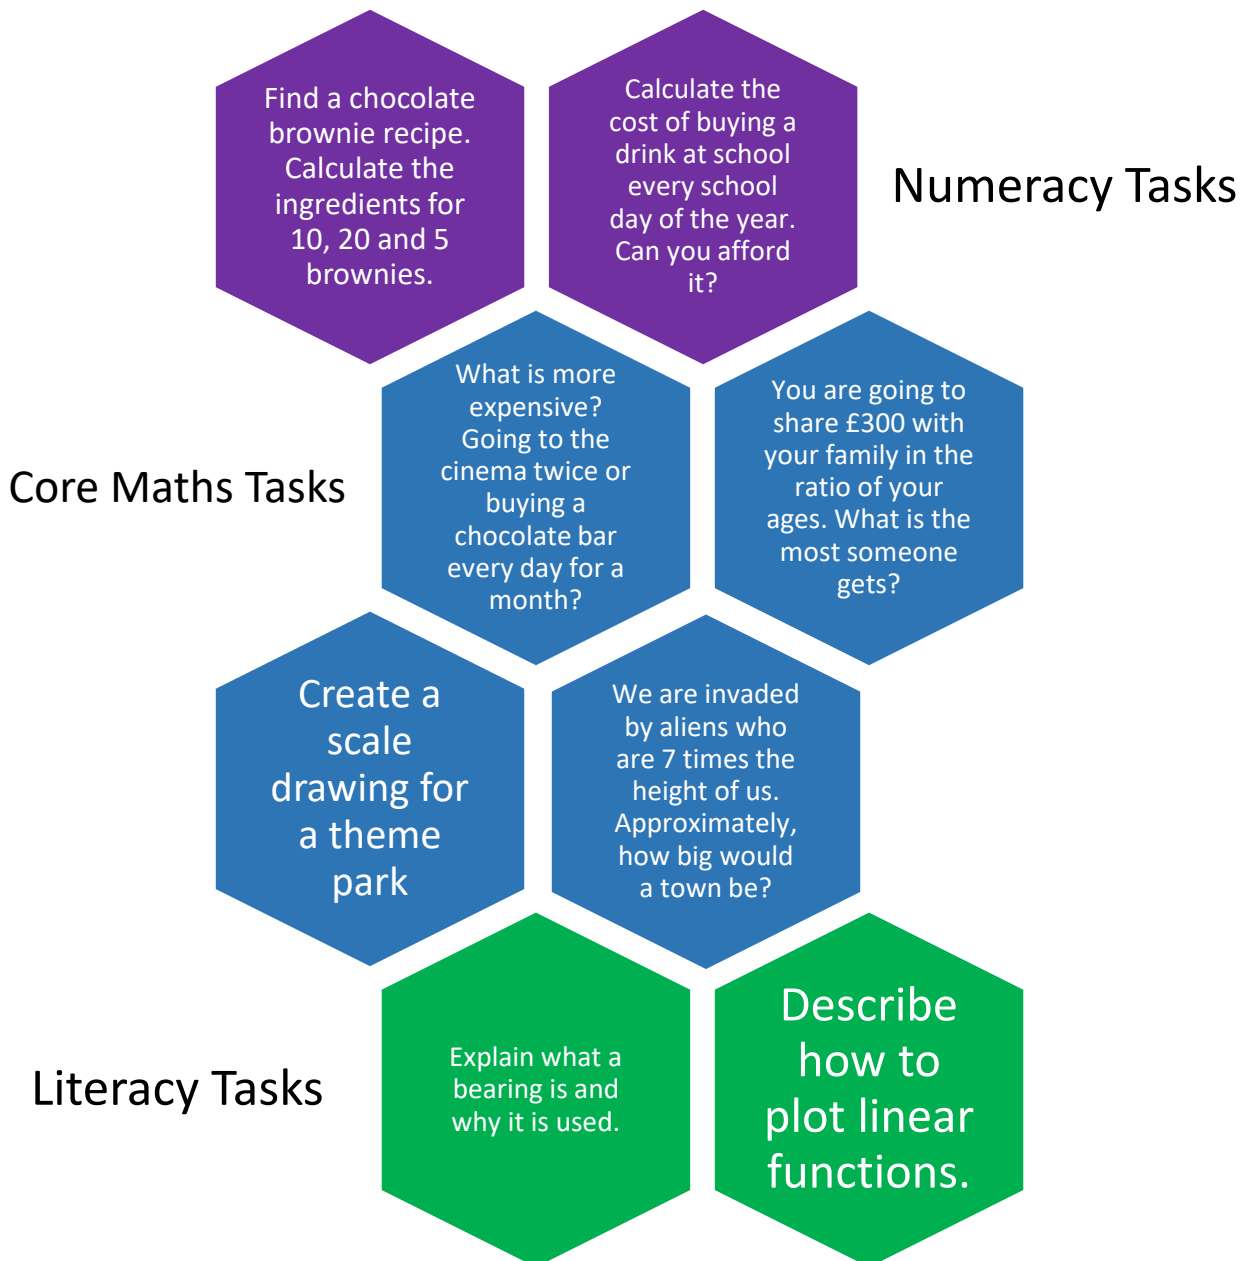 Find a chocolate
brownie recipe.
Calculate the
ingredients for
10, 20 and 5
brownies.
Calculate the
cost of buying a
drink at school
every school
day of the year.
Can you afford
it?
Numeracy Tasks
Core Maths Tasks
What is more
expensive?
Going to the
cinema twice or
buying a
chocolate bar
every day for a
month?
You are going to
share £300 with
your family in the
ratio of your
ages. What is the
most someone
gets?
Create a
scale
drawing for
a theme
park
We are invaded
by aliens who
are 7 times the
height of us.
Approximately,
how big would
a town be?
Literacy Tasks
Explain what a
bearing is and
why it is used.
Describe
how to
plot linear
functions.